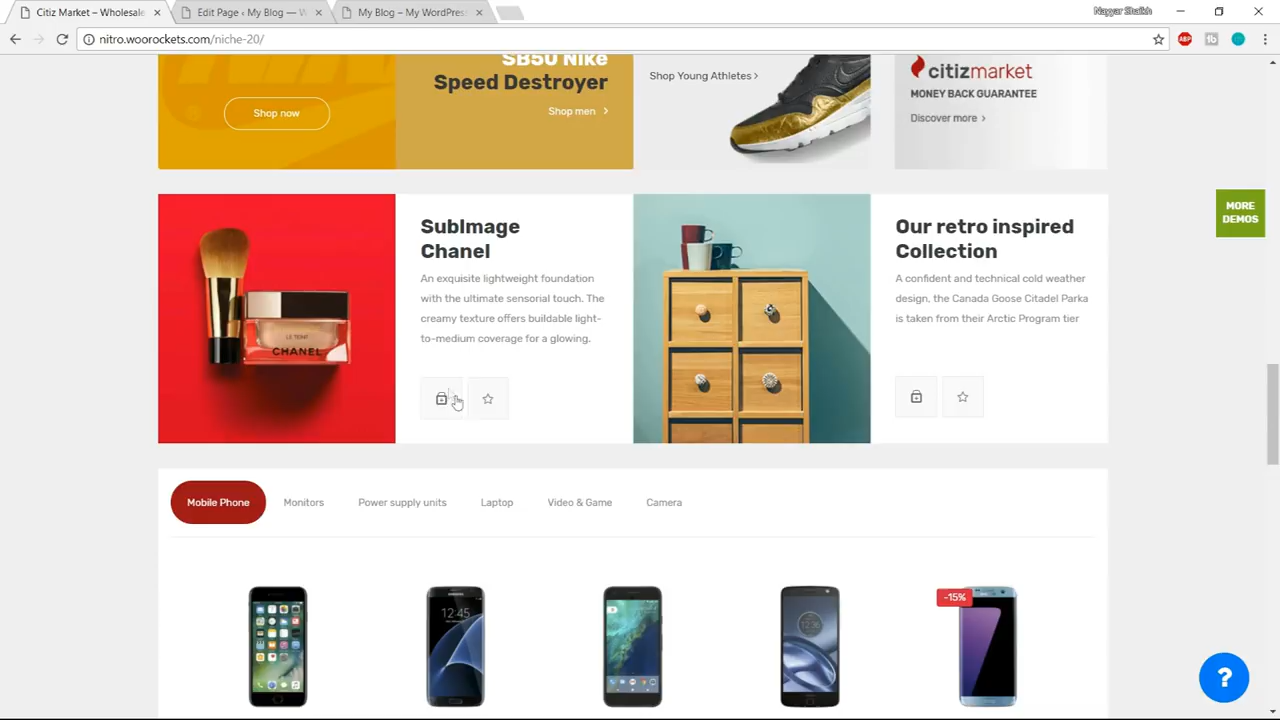 Citiz Market – Wholesale
Edit Page ‹ My Blog — W
My Blog – My WordPress
Nayyar Shaikh
nitro.woorockets.com/niche-20/
ABP
Shop now
SB50 Nike
Speed Destroyer
Shop men >
Shop Young Athletes >
citizmarket
MONEY BACK GUARANTEE
Discover more >
MORE
DEMOS
LE TEINT
CHANEL
SubImage
Chanel
An exquisite lightweight foundation
with the ultimate sensorial touch. The
creamy texture offers buildable light-
to-medium coverage for a glowing.
Our retro inspired
Collection
A confident and technical cold weather
design, the Canada Goose Citadel Parka
is taken from their Arctic Program tier
Mobile Phone
Monitors
Power supply units
Laptop
Video & Game
Camera
12:45
-15%
?